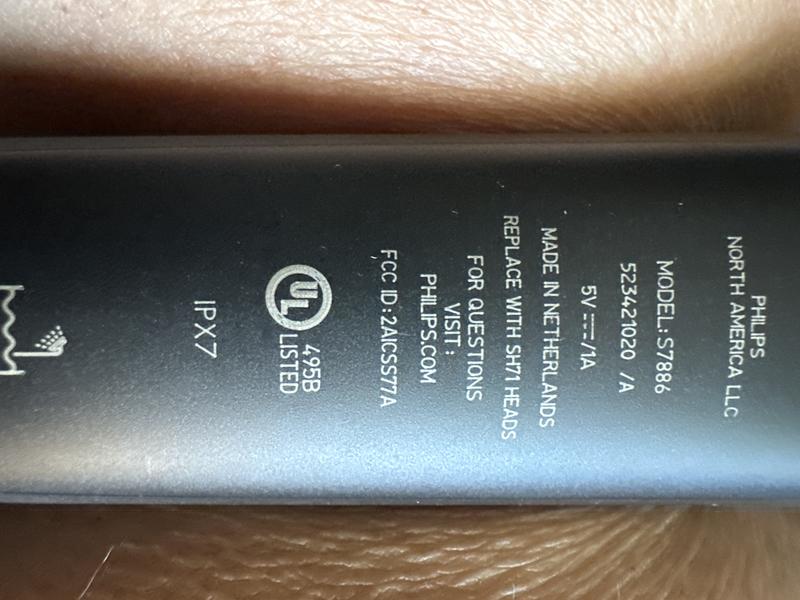 PHILIPS
NORTH AMERICA LLC
MODEL: S7886
523421020 /A
5V ⎓ /1A
MADE IN NETHERLANDS
REPLACE WITH SH71 HEADS
FOR QUESTIONS
VISIT :
PHILIPS.COM
FCC ID:2AICSS77A
UL 495B
LISTED
IPX7